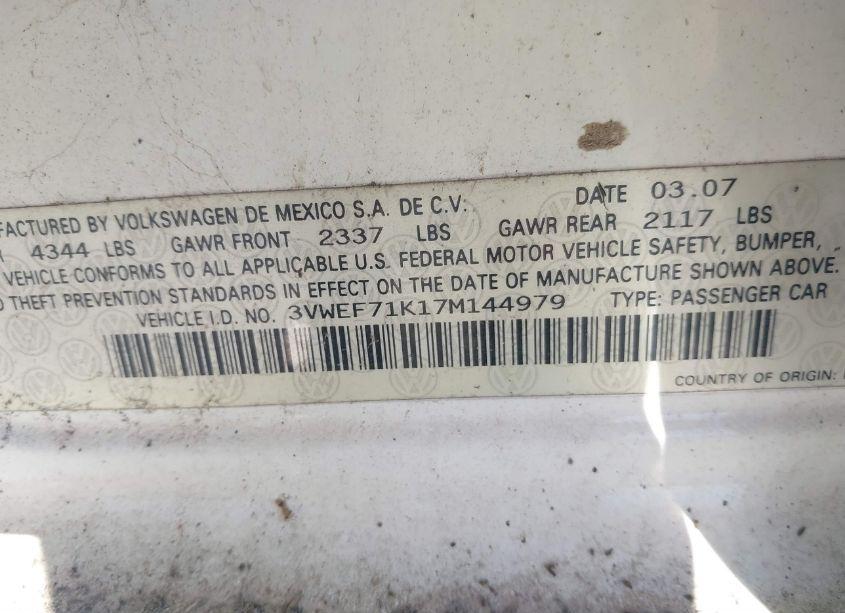 FACTURED BY VOLKSWAGEN DE MEXICO S.A. DE C.V. DATE 03.07
4344 LBS GAWR FRONT 2337 LBS GAWR REAR 2117 LBS
VEHICLE CONFORMS TO ALL APPLICABLE U.S. FEDERAL MOTOR VEHICLE SAFETY, BUMPER,
THEFT PREVENTION STANDARDS IN EFFECT ON THE DATE OF MANUFACTURE SHOWN ABOVE.
VEHICLE I.D. NO. 3VWEF71K17M144979 TYPE: PASSENGER CAR
COUNTRY OF ORIGIN: